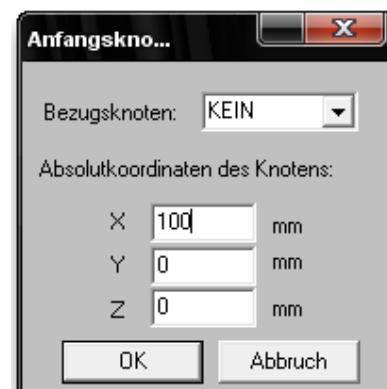 Anfangskno...
Bezugsknoten: KEIN
Absolutkoordinaten des Knotens:
X 100 mm
Y 0 mm
Z 0 mm
OK Abbruch